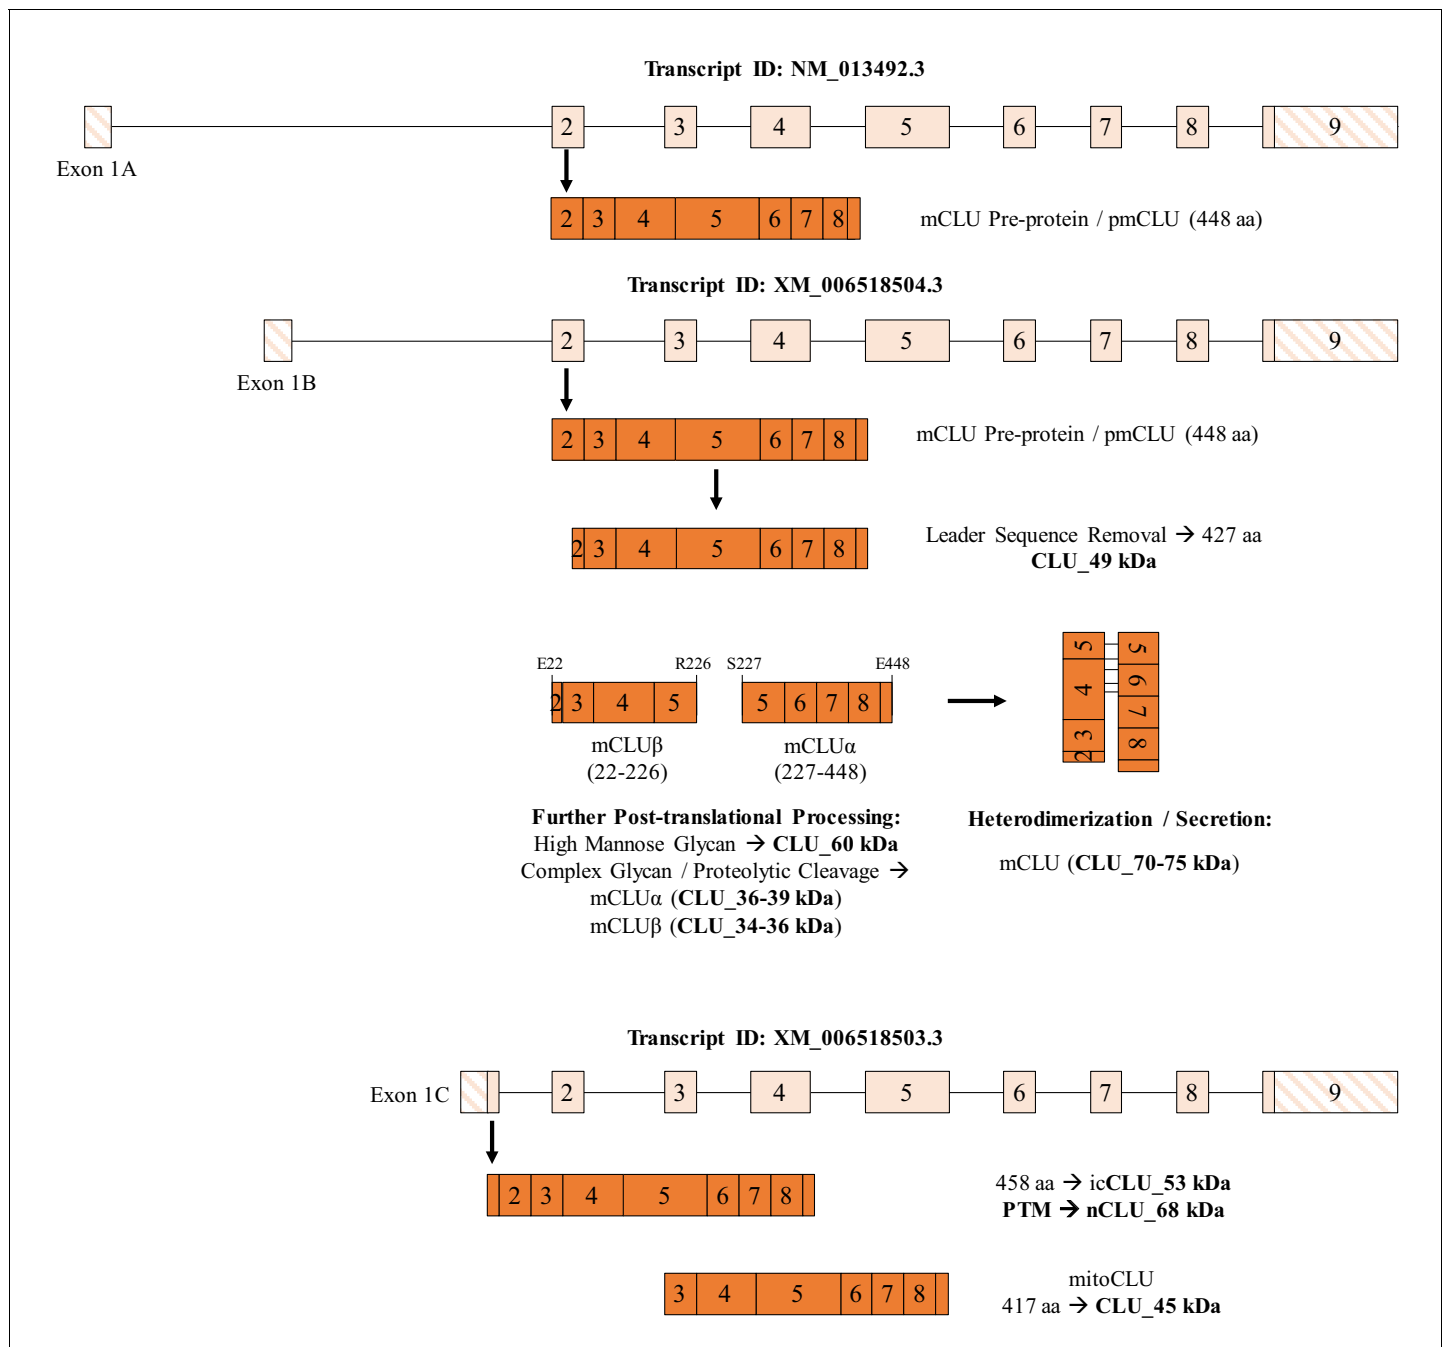 Transcript ID: NM_013492.3
2 3 4 5 6 7 8 9
Exon 1A
2 3 4 5 6 7 8
mCLU Pre-protein / pmCLU (448 aa)
Transcript ID: XM_006518504.3
2 3 4 5 6 7 8 9
Exon 1B
2 3 4 5 6 7 8
mCLU Pre-protein / pmCLU (448 aa)
2 3 4 5 6 7 8
Leader Sequence Removal → 427 aa
CLU_49 kDa
E22 R226 S227 E448
2 3 4 5
5 6 7 8
5 4 3 2
5 6 7 8
mCLUβ
(22-226)
mCLUα
(227-448)
Further Post-translational Processing:
High Mannose Glycan → CLU_60 kDa
Complex Glycan / Proteolytic Cleavage →
mCLUα (CLU_36-39 kDa)
mCLUβ (CLU_34-36 kDa)
Heterodimerization / Secretion:
mCLU (CLU_70-75 kDa)
Transcript ID: XM_006518503.3
Exon 1C 2 3 4 5 6 7 8 9
2 3 4 5 6 7 8
458 aa → icCLU_53 kDa
PTM → nCLU_68 kDa
3 4 5 6 7 8
mitoCLU
417 aa → CLU_45 kDa